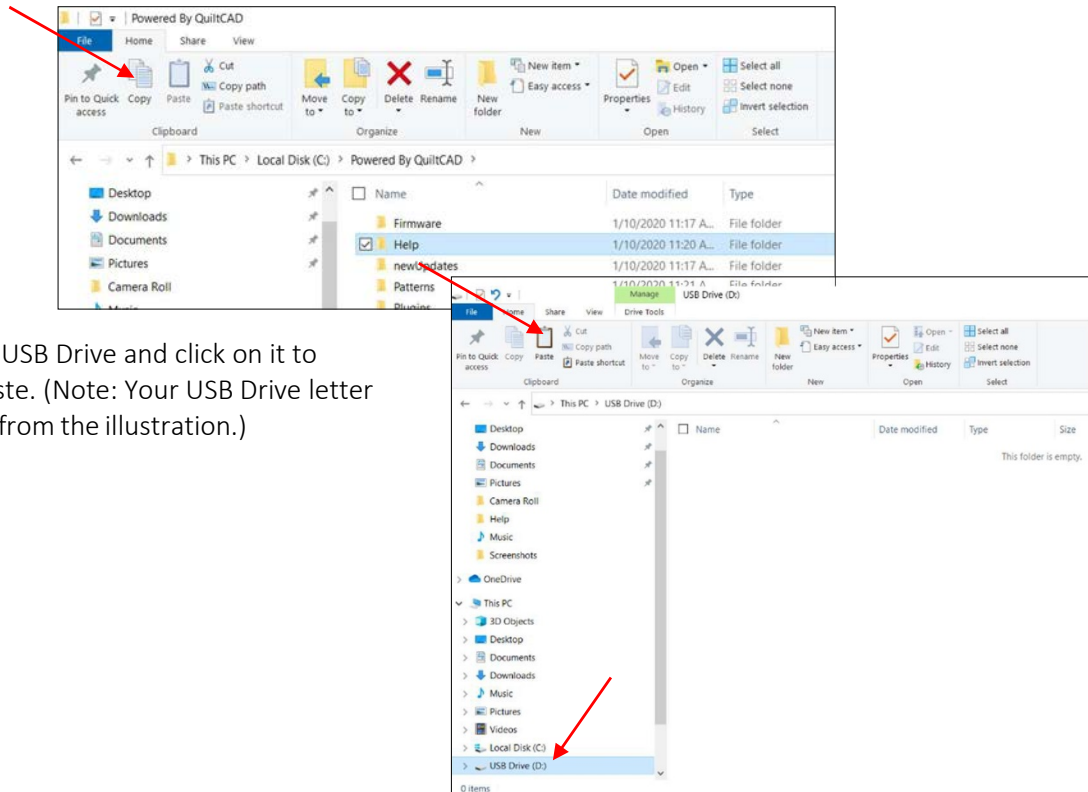 Powered By QuiltCAD
File Home Share View
Pin to Quick access
Copy
Paste
Cut
Copy path
Paste shortcut
Move to
Copy to
Delete
Rename
New folder
New item
Easy access
Properties
Open
Edit
History
Select all
Select none
Invert selection
Clipboard Organize New Open Select
This PC > Local Disk (C:) > Powered By QuiltCAD >
Name Date modified Type
Desktop
Downloads
Documents
Pictures
Camera Roll
Music
Firmware 1/10/2020 11:17 A... File folder
Help 1/10/2020 11:20 A... File folder
newUpdates 1/10/2020 11:17 A... File folder
Patterns 1/10/2020 11:21 A... File folder
Plugins
USB Drive and click on it to
ste. (Note: Your USB Drive letter
from the illustration.)
Manage USB Drive (D:)
File Home Share View Drive Tools
Pin to Quick access
Copy
Paste
Cut
Copy path
Paste shortcut
Move to
Copy to
Delete
Rename
New folder
New item
Easy access
Properties
Open
Edit
History
Select all
Select none
Invert selection
Clipboard Organize New Open Select
This PC > USB Drive (D:)
Name Date modified Type Size
This folder is empty.
Desktop
Downloads
Documents
Pictures
Camera Roll
Help
Music
Screenshots
> OneDrive
This PC
> 3D Objects
> Desktop
> Documents
> Downloads
> Music
> Pictures
> Videos
> Local Disk (C:)
> USB Drive (D:)
0 items